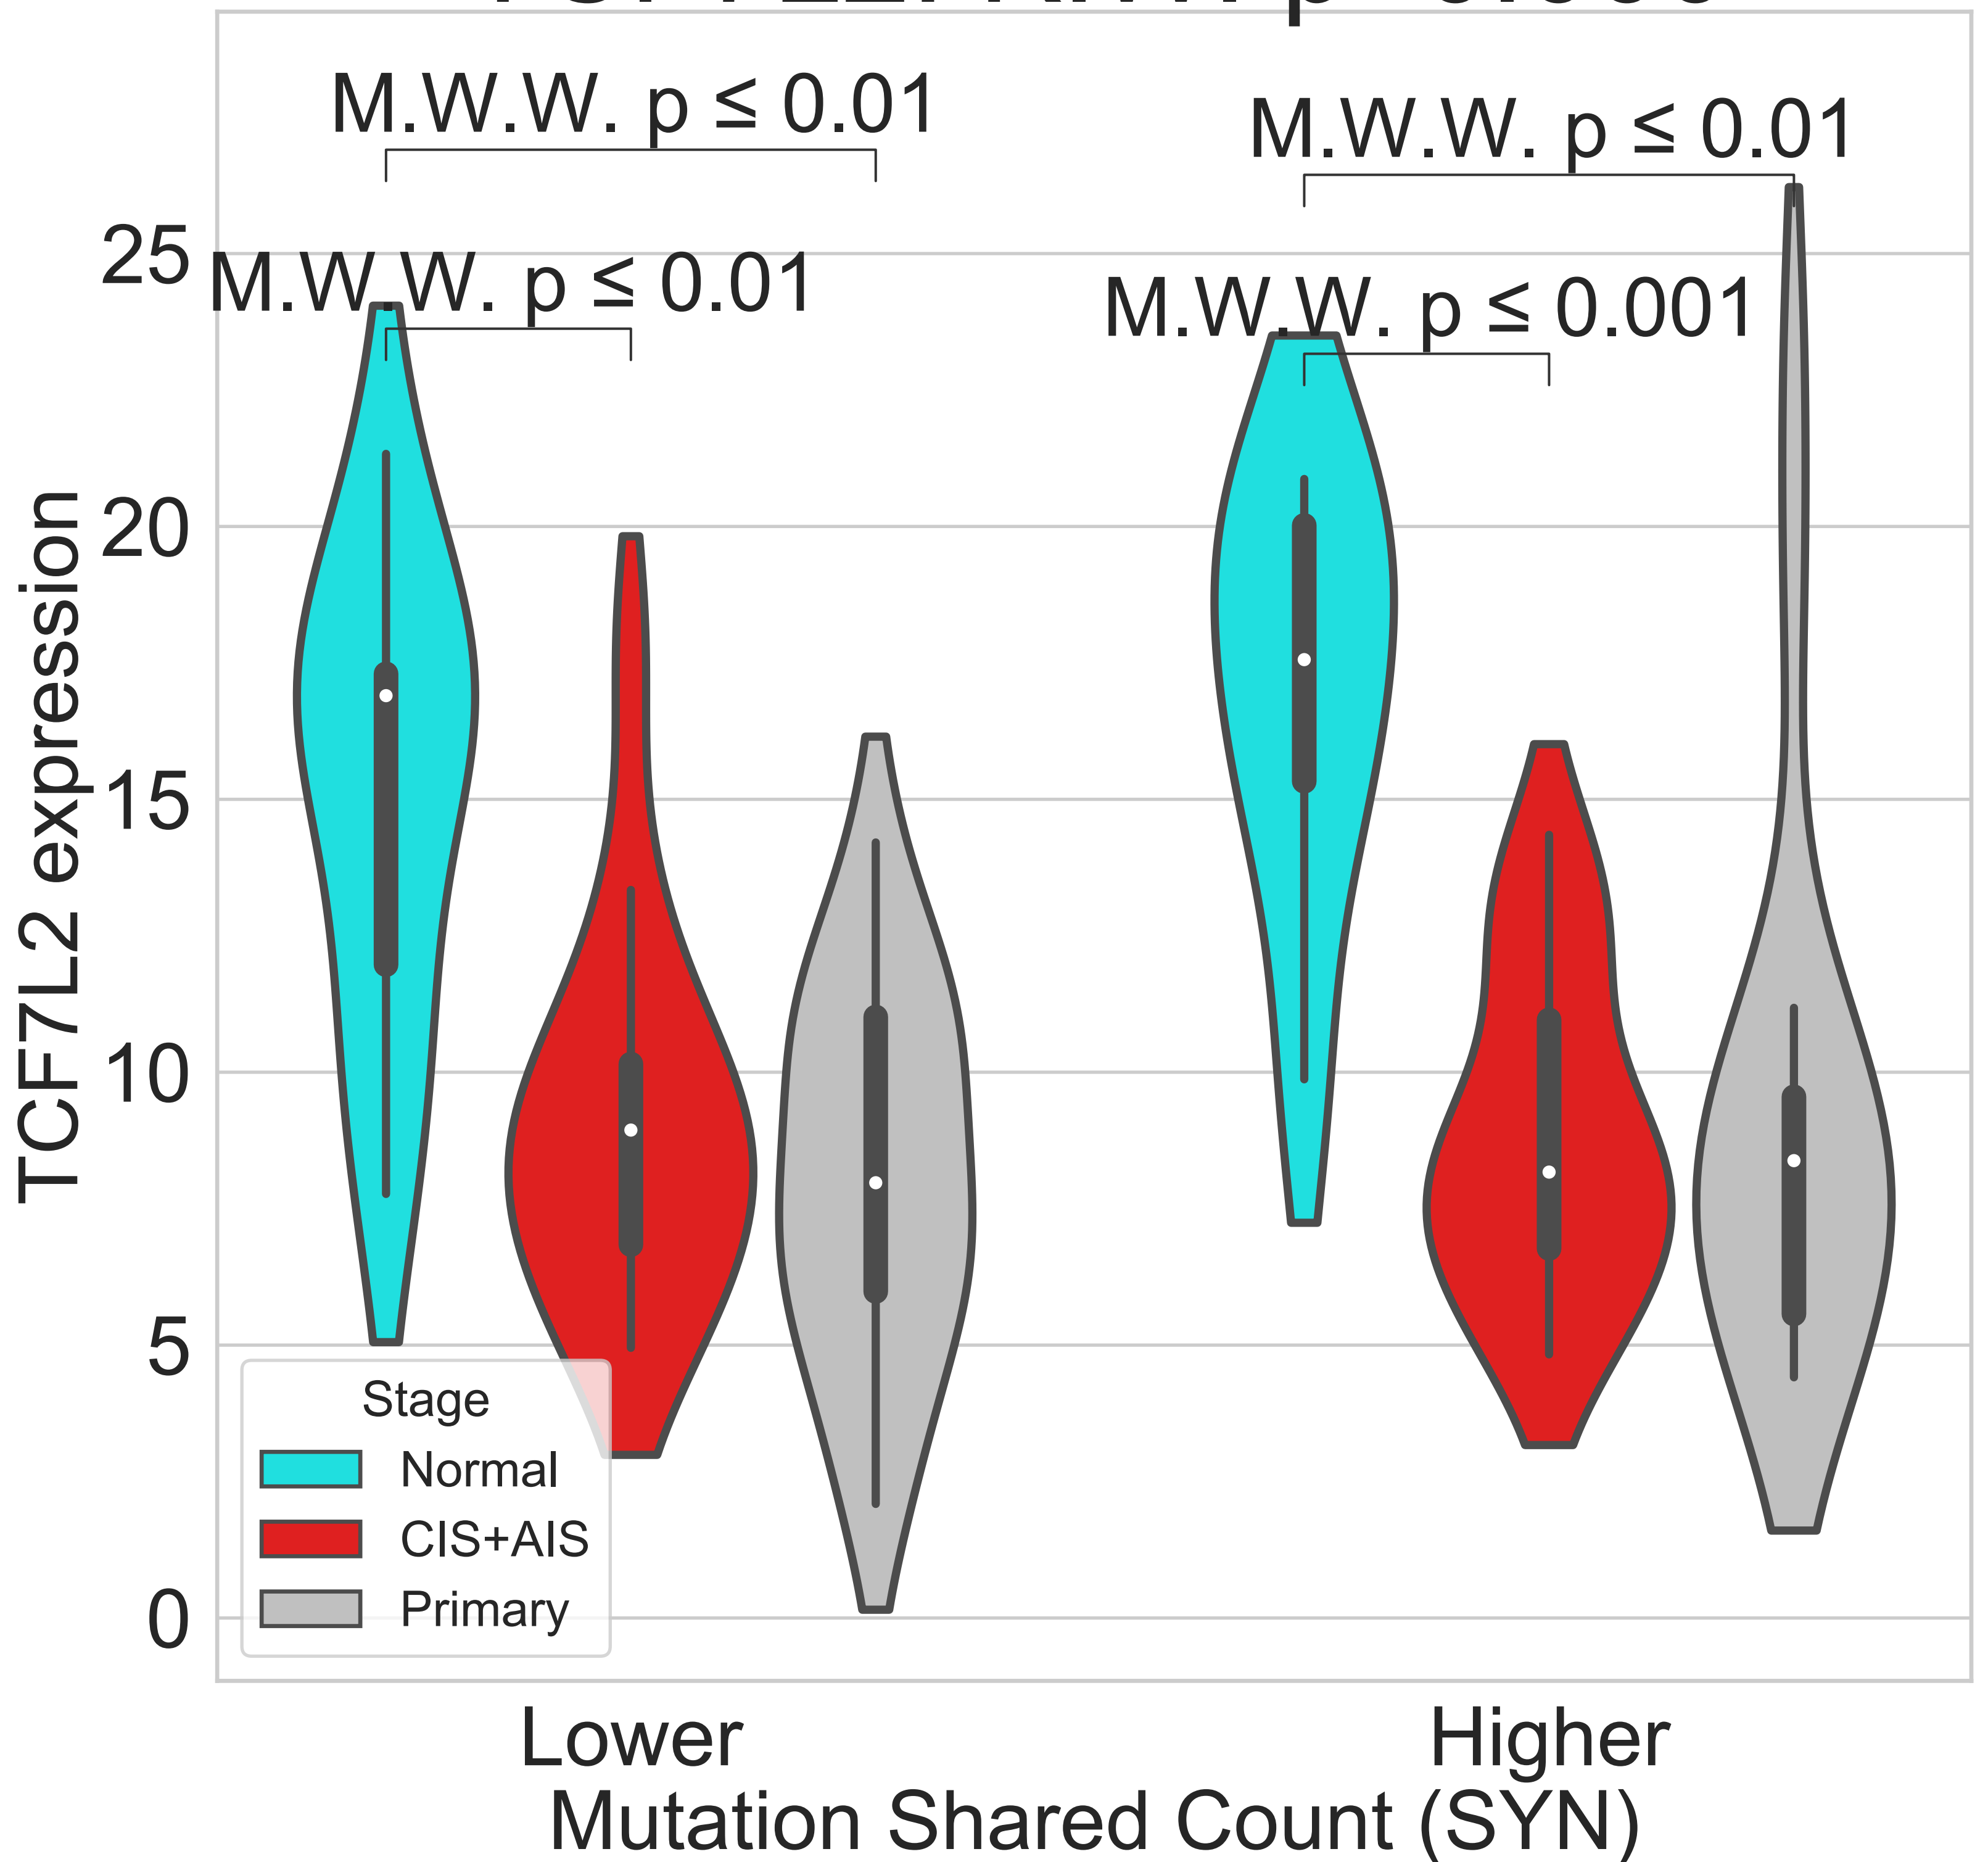 M.W.W. p ≤ 0.01
M.W.W. p ≤ 0.01
M.W.W. p ≤ 0.01
M.W.W. p ≤ 0.001
25
20
15
10
5
0
TCF7L2 expression
Stage
Normal
CIS+AIS
Primary
Lower
Higher
Mutation Shared Count (SYN)